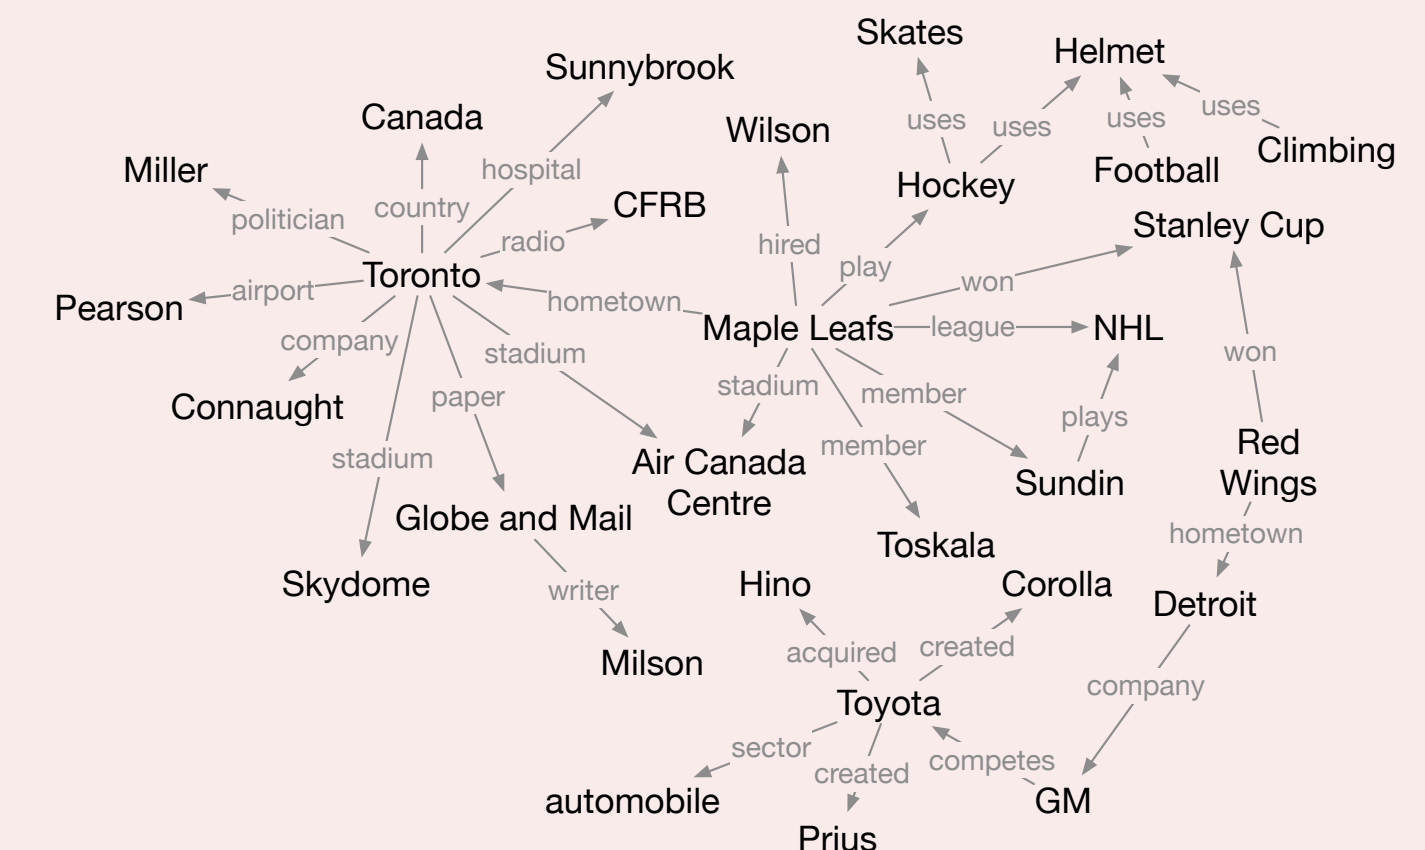 Skates
Helmet
Sunnybrook
uses
Canada
Wilson
uses
uses
uses
Climbing
Miller
hospital
Hockey
Football
politician
country
CFRB
Stanley Cup
radio
hired
play
Toronto
won
airport
hometown
Pearson
Maple Leafs
league
NHL
company
stadium
won
stadium
member
paper
plays
Connaught
member
Red
Wings
stadium
Air Canada
Centre
Sundin
Globe and Mail
hometown
Toskala
Skydome
writer
Hino
Corolla
Detroit
acquired
created
Milson
company
Toyota
sector
created
competes
automobile
GM
Prius